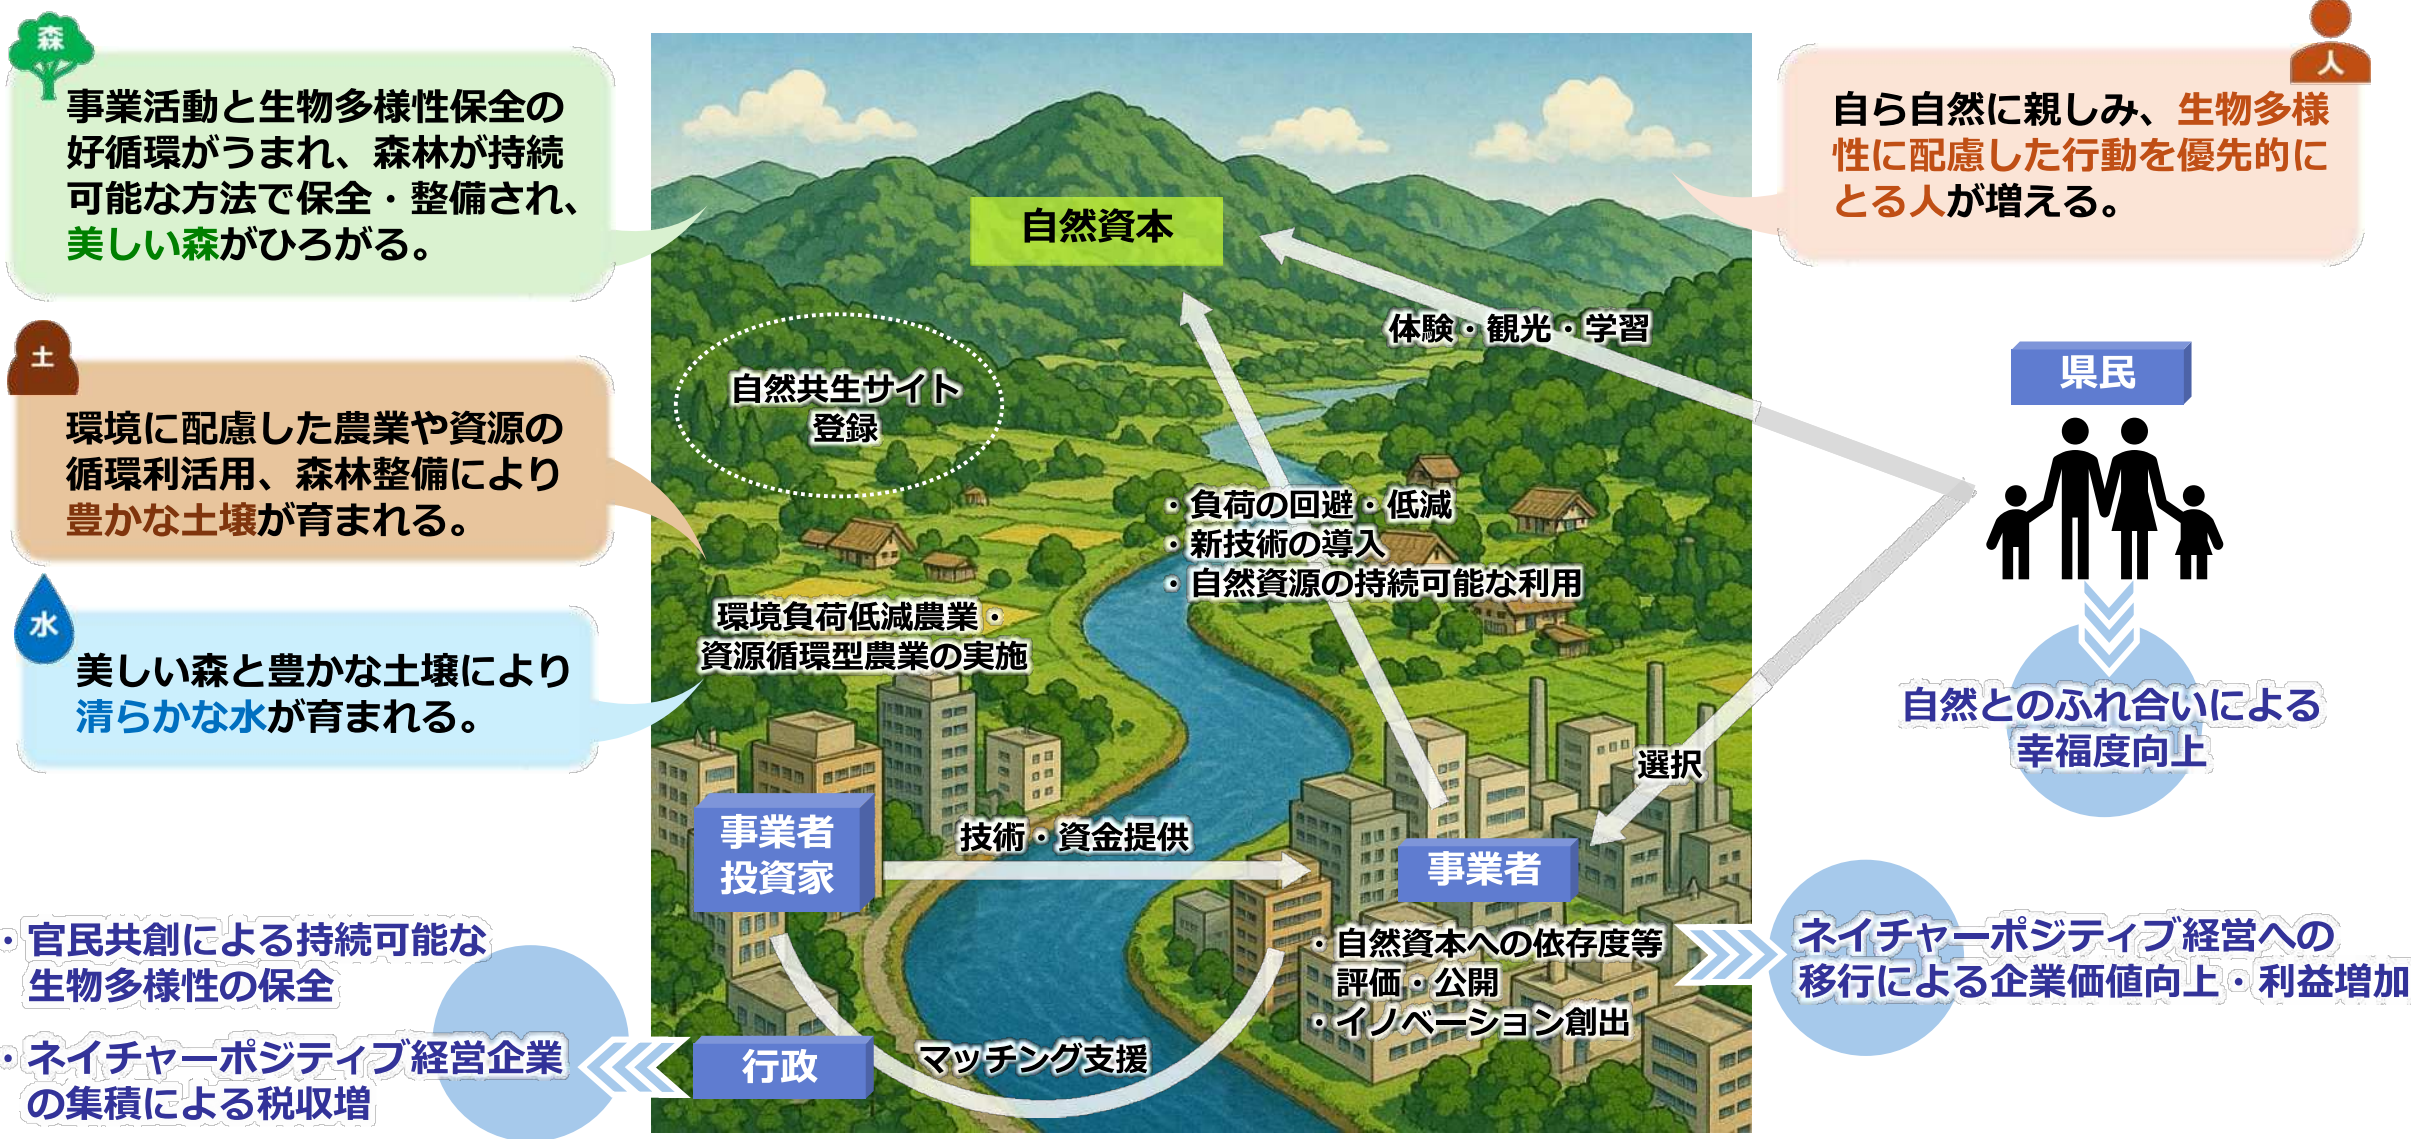 森
事業活動と生物多様性保全の
好循環がうまれ、森林が持続
可能な方法で保全・整備され、
美しい森がひろがる。
土
環境に配慮した農業や資源の
循環利活用、森林整備により
豊かな土壌が育まれる。
水
美しい森と豊かな土壌により
清らかな水が育まれる。
人
自ら自然に親しみ、生物多様
性に配慮した行動を優先的に
とる人が増える。
自然資本
体験・観光・学習
自然共生サイト
登録
県民
・負荷の回避・低減
・新技術の導入
・自然資源の持続可能な利用
環境負荷低減農業・
資源循環型農業の実施
自然とのふれ合いによる
幸福度向上
選択
事業者
投資家
技術・資金提供
事業者
・自然資本への依存度等
評価・公開
・イノベーション創出
ネイチャーポジティブ経営への
移行による企業価値向上・利益増加
・官民共創による持続可能な
生物多様性の保全
・ネイチャーポジティブ経営企業
の集積による税収増
行政
マッチング支援